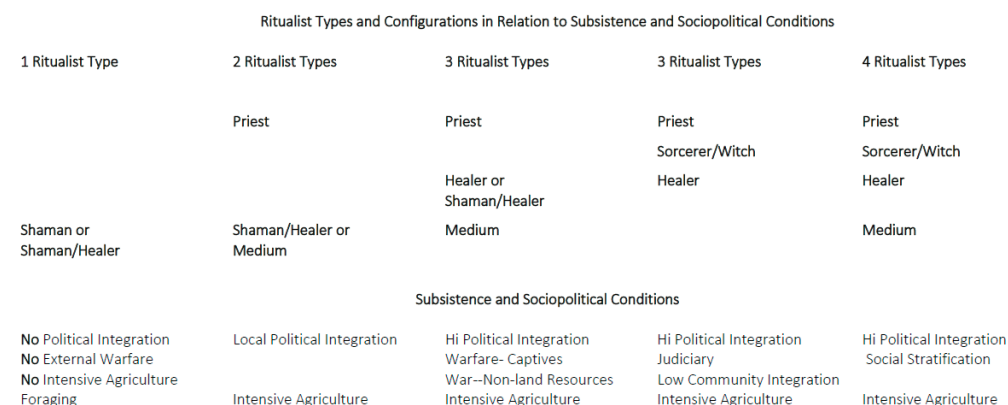 Ritualist Types and Configurations in Relation to Subsistence and Sociopolitical Conditions
1 Ritualist Type 2 Ritualist Types 3 Ritualist Types 3 Ritualist Types 4 Ritualist Types
Priest Priest Priest Priest
Sorcerer/Witch Sorcerer/Witch
Healer or Healer Healer
Shaman/Healer
Shaman or Shaman/Healer or Medium Medium
Shaman/Healer Medium
Subsistence and Sociopolitical Conditions
No Political Integration Local Political Integration Hi Political Integration Hi Political Integration Hi Political Integration
No External Warfare Warfare- Captives Judiciary Social Stratification
No Intensive Agriculture War--Non-land Resources Low Community Integration
Foraging Intensive Agriculture Intensive Agriculture Intensive Agriculture Intensive Agriculture